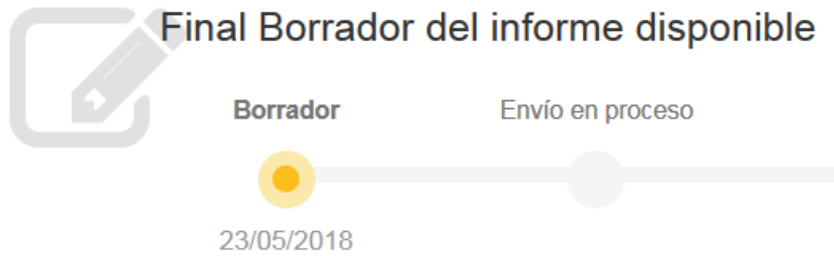 Final Borrador del informe disponible
Borrador Envío en proceso
23/05/2018